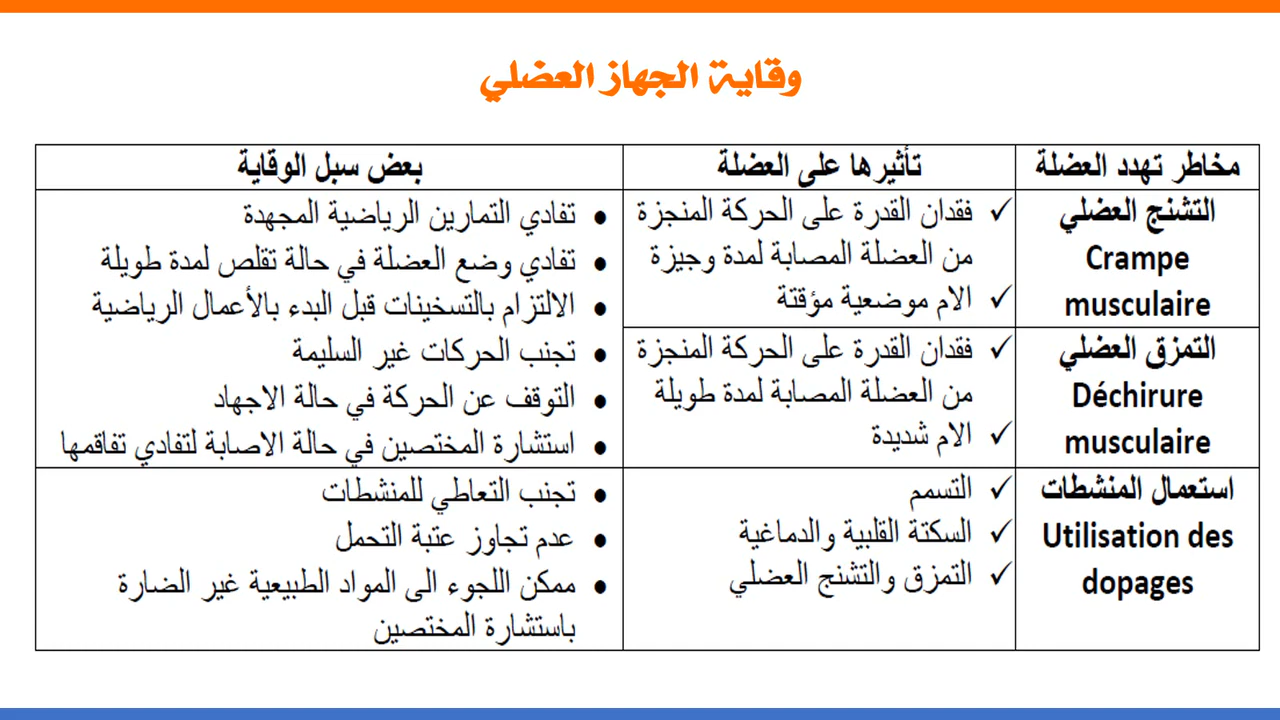 وقاية الجهاز العضلي
مخاطر تهدد العضلة
تأثيرها على العضلة
بعض سبل الوقاية
التشنج العضلي
Crampe
musculaire
✓ فقدان القدرة على الحركة المنجزة
من العضلة المصابة لمدة وجيزة
✓ الام موضعية مؤقتة
• تفادي التمارين الرياضية المجهدة
• تفادي وضع العضلة في حالة تقلص لمدة طويلة
• الالتزام بالتسخينات قبل البدء بالأعمال الرياضية
• تجنب الحركات غير السليمة
• التوقف عن الحركة في حالة الاجهاد
• استشارة المختصين في حالة الاصابة لتفادي تفاقمها
التمزق العضلي
Déchirure
musculaire
✓ فقدان القدرة على الحركة المنجزة
من العضلة المصابة لمدة طويلة
✓ الام شديدة
استعمال المنشطات
Utilisation des
dopages
✓ التسمم
✓ السكتة القلبية والدماغية
✓ التمزق والتشنج العضلي
• تجنب التعاطي للمنشطات
• عدم تجاوز عتبة التحمل
• ممكن اللجوء الى المواد الطبيعية غير الضارة
باستشارة المختصين